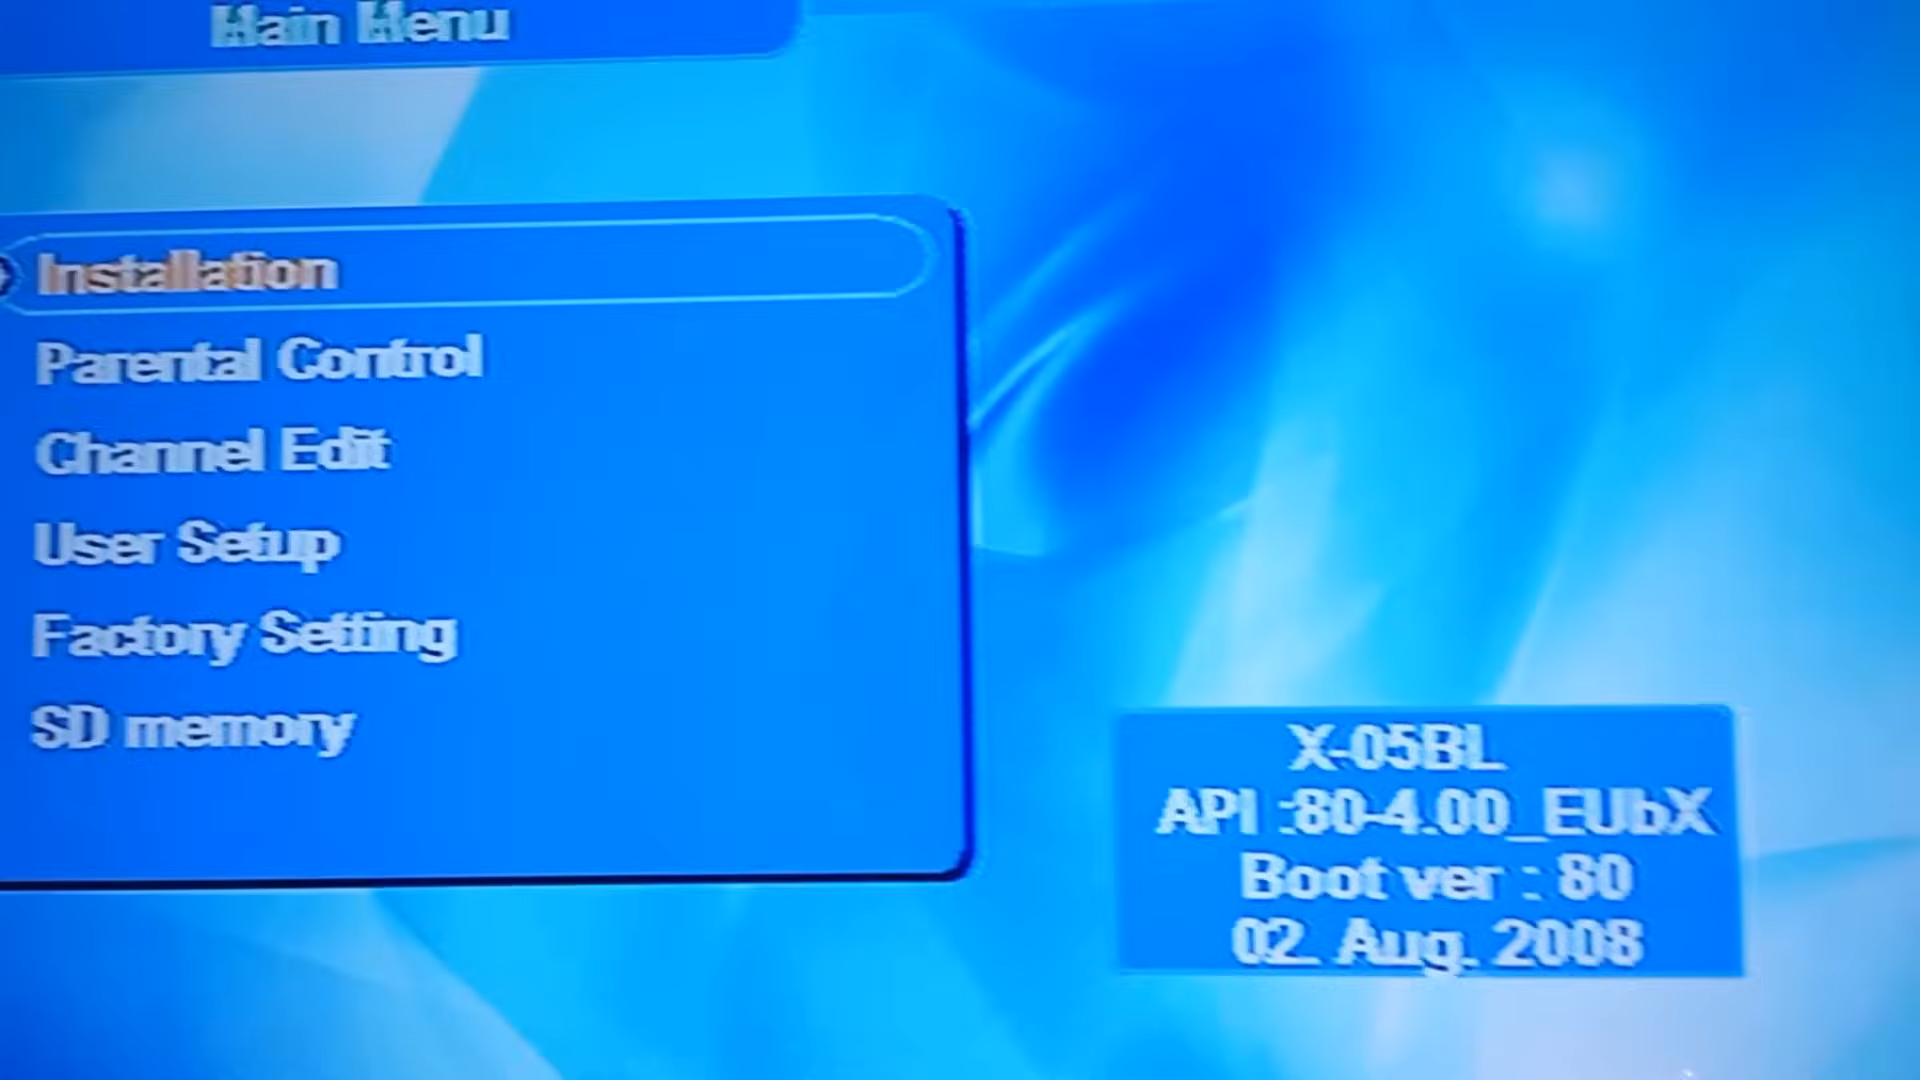 Main Menu
Installation
Parental Control
Channel Edit
User Setup
Factory Setting
SD memory
X-05BL
API :80-4.00_EUbX
Boot ver : 80
02. Aug. 2008